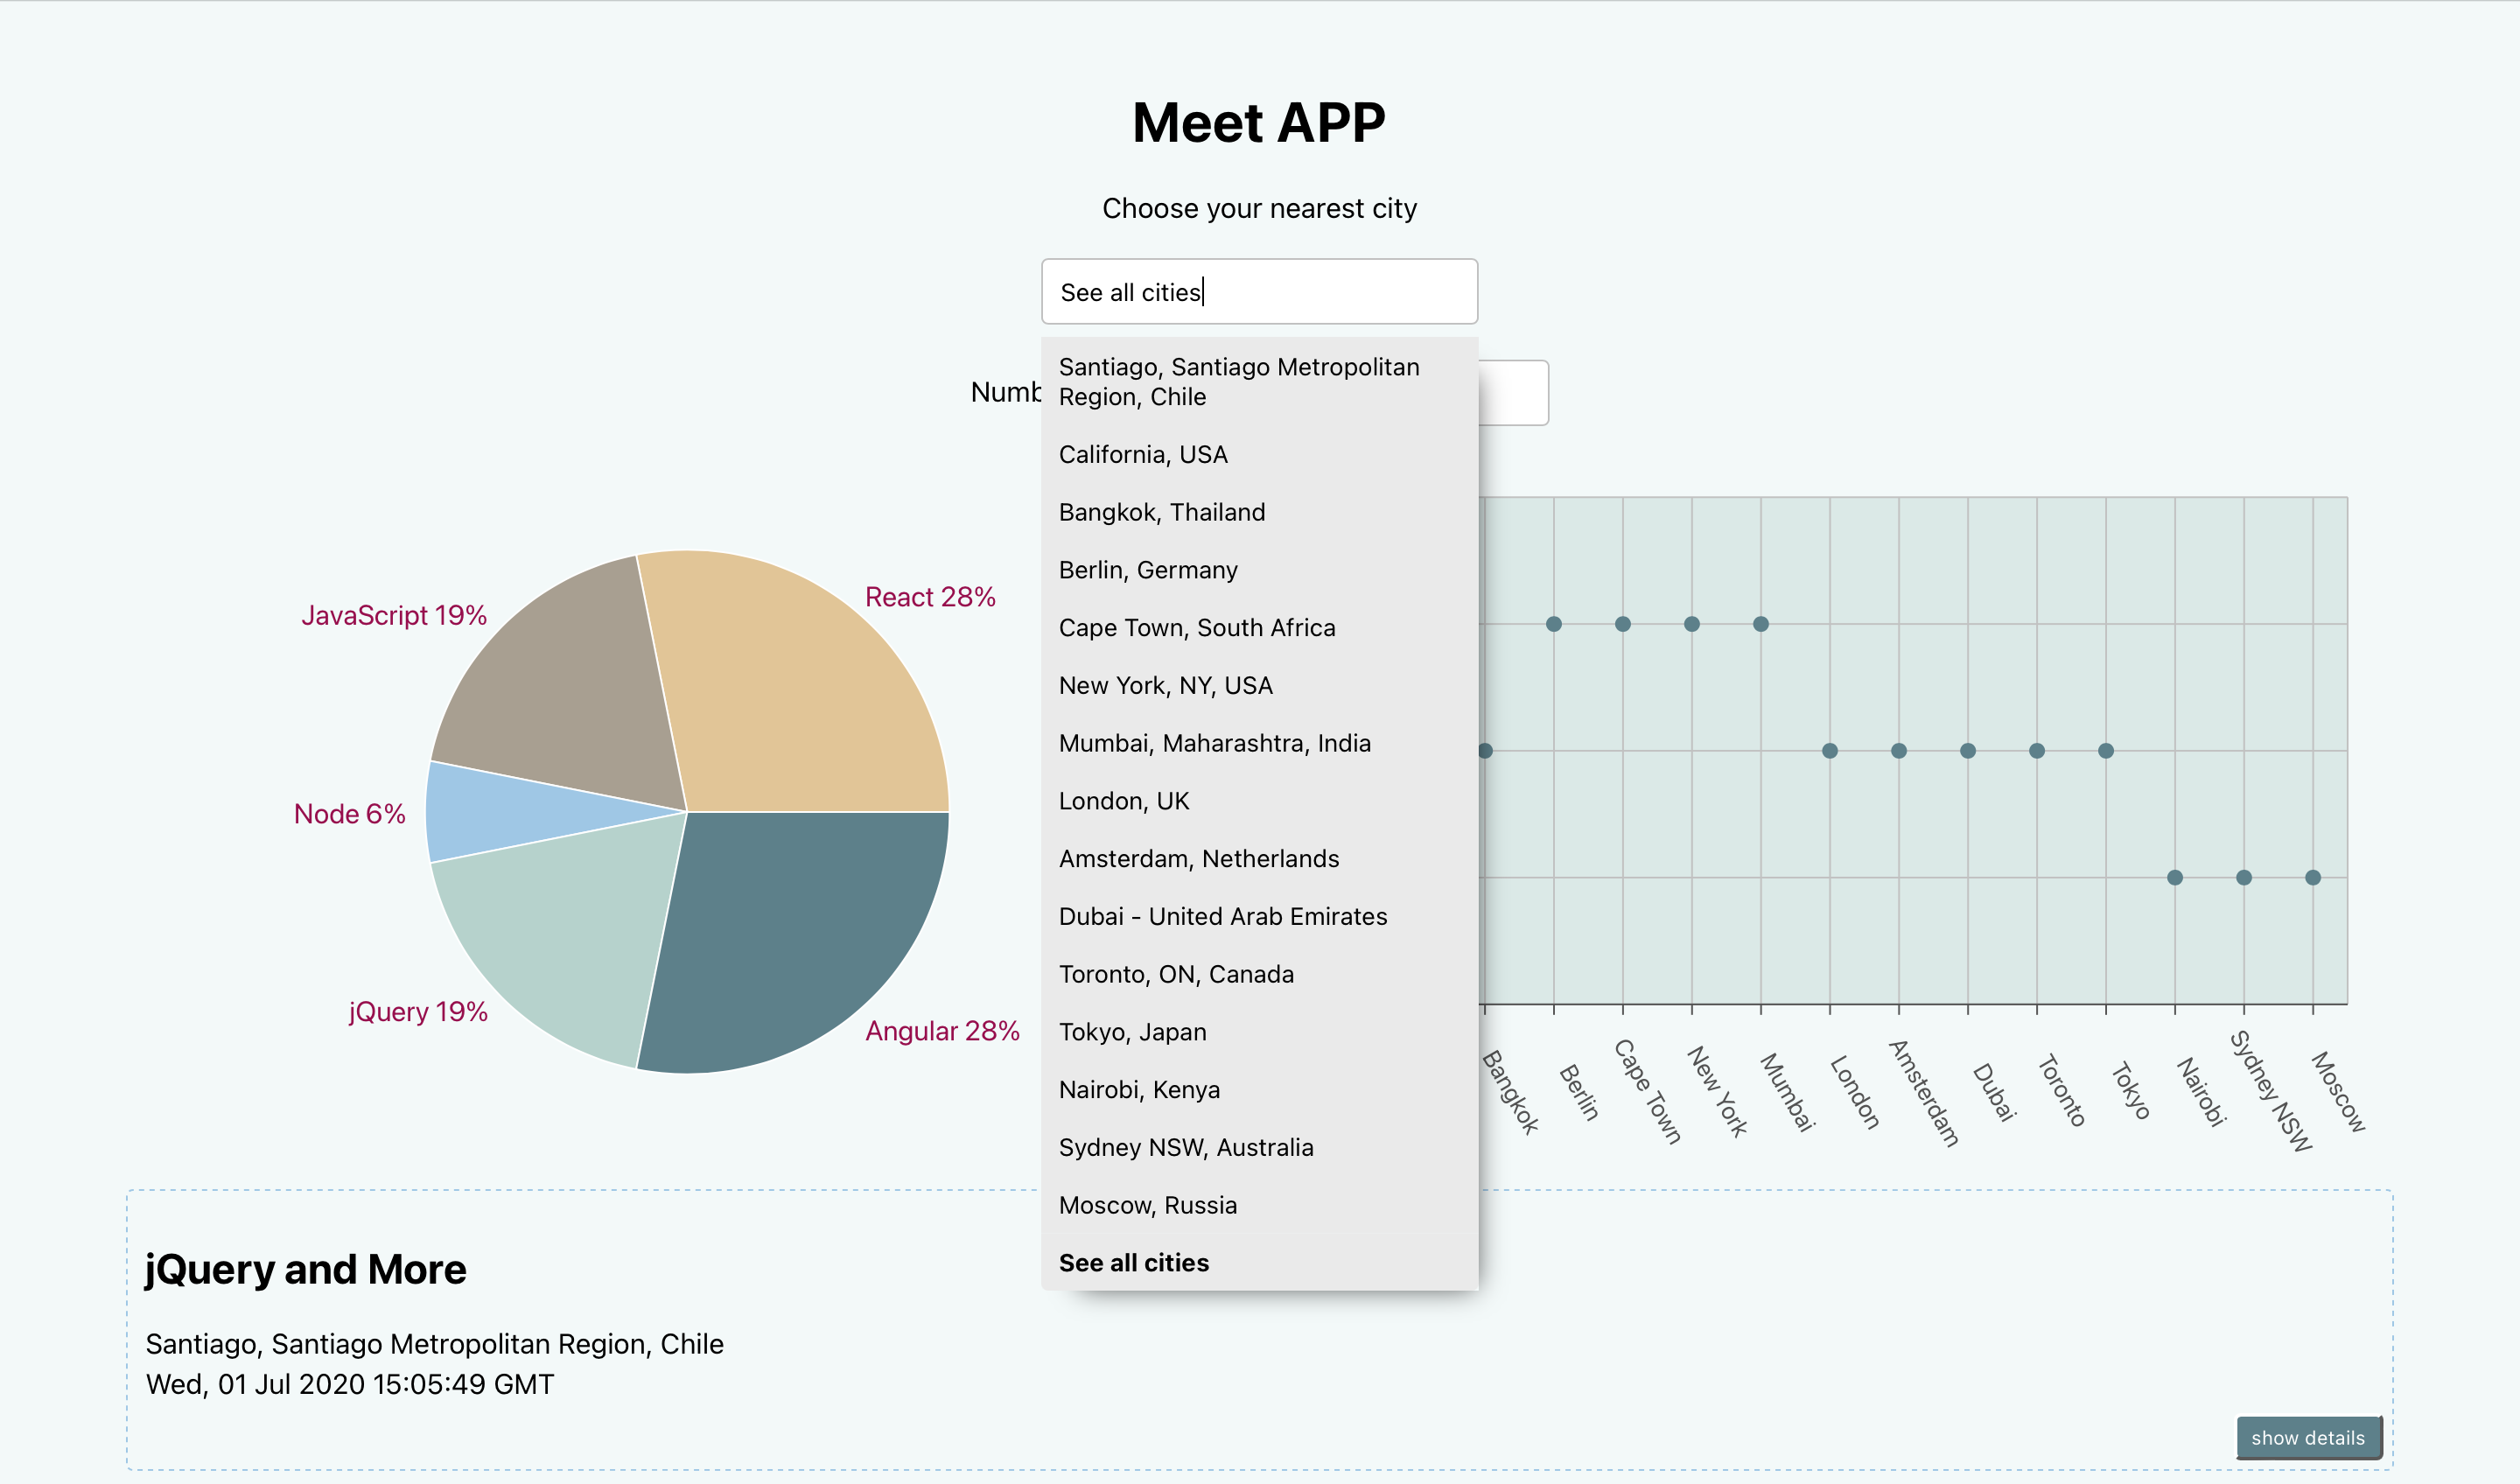 Meet APP
Choose your nearest city
See all cities
Numb
Santiago, Santiago Metropolitan
Region, Chile
California, USA
Bangkok, Thailand
Berlin, Germany
Cape Town, South Africa
New York, NY, USA
Mumbai, Maharashtra, India
London, UK
Amsterdam, Netherlands
Dubai - United Arab Emirates
Toronto, ON, Canada
Tokyo, Japan
Nairobi, Kenya
Sydney NSW, Australia
Moscow, Russia
See all cities
React 28%
JavaScript 19%
Node 6%
jQuery 19%
Angular 28%
Bangkok
Berlin
Cape Town
New York
Mumbai
London
Amsterdam
Dubai
Toronto
Tokyo
Nairobi
Sydney NSW
Moscow
jQuery and More
Santiago, Santiago Metropolitan Region, Chile
Wed, 01 Jul 2020 15:05:49 GMT
show details